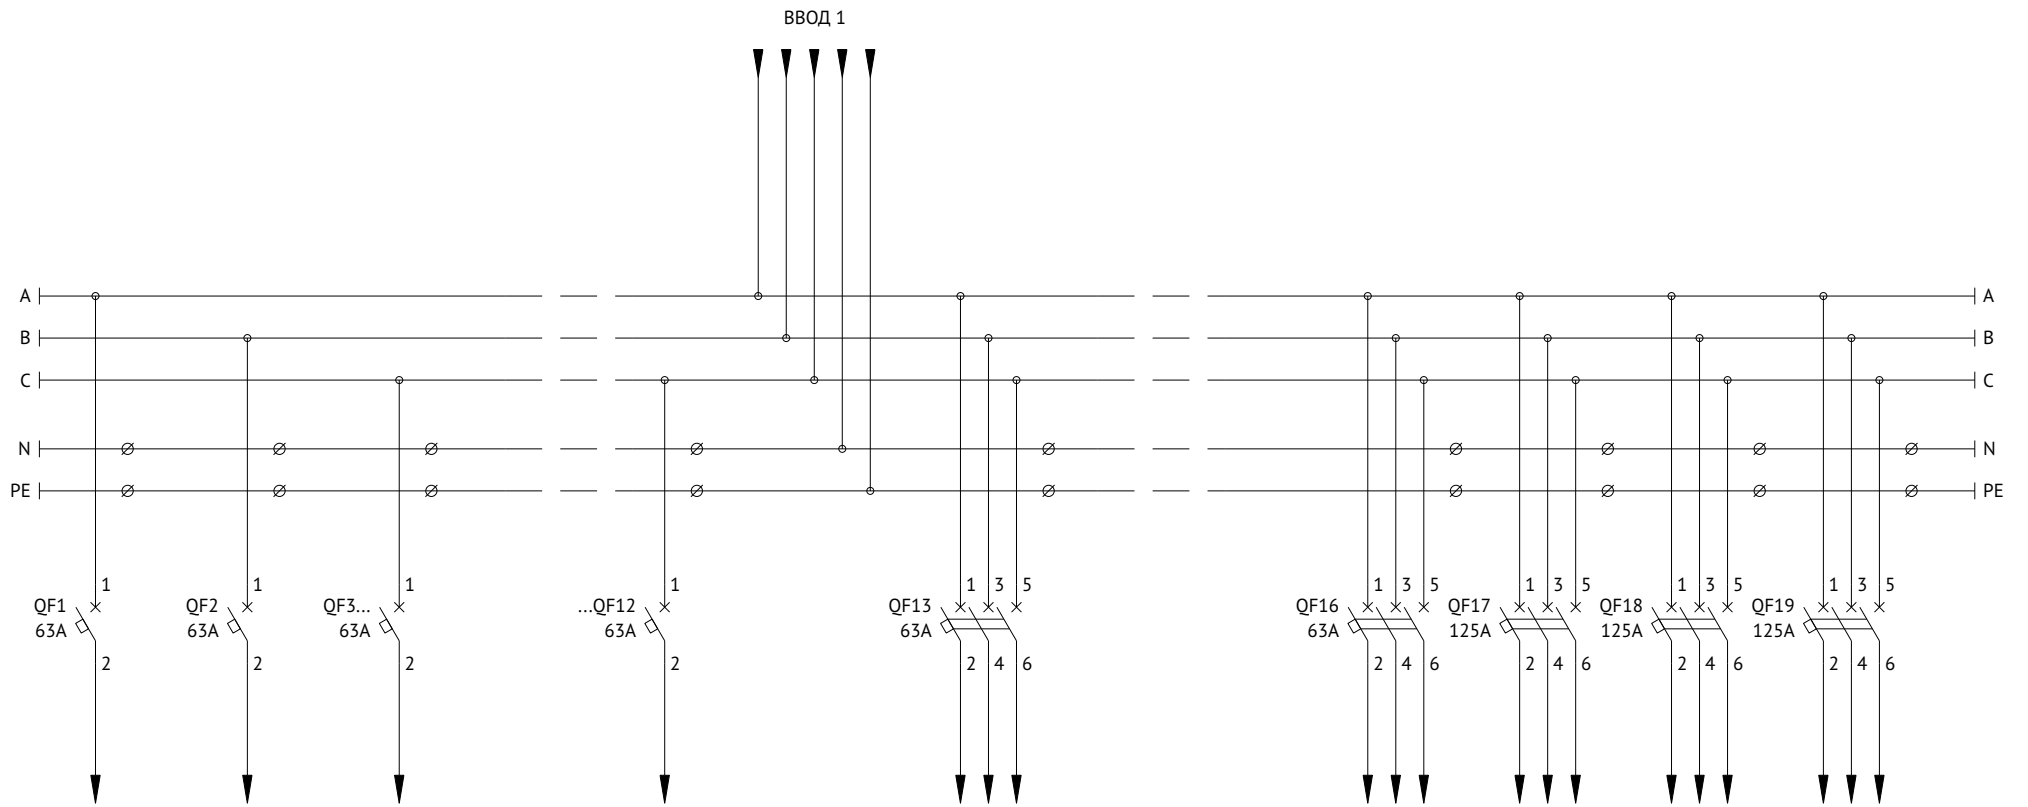 ВВОД 1
A A
B B
C C
N N
PE PE
1 1 1 1 1 3 5 1 3 5 1 3 5 1 3 5 1 3 5
QF1 QF2 QF3... ...QF12 QF13 QF16 QF17 QF18 QF19
63A 63A 63A 63A 63A 63A 125A 125A 125A
2 2 2 2 2 4 6 2 4 6 2 4 6 2 4 6 2 4 6